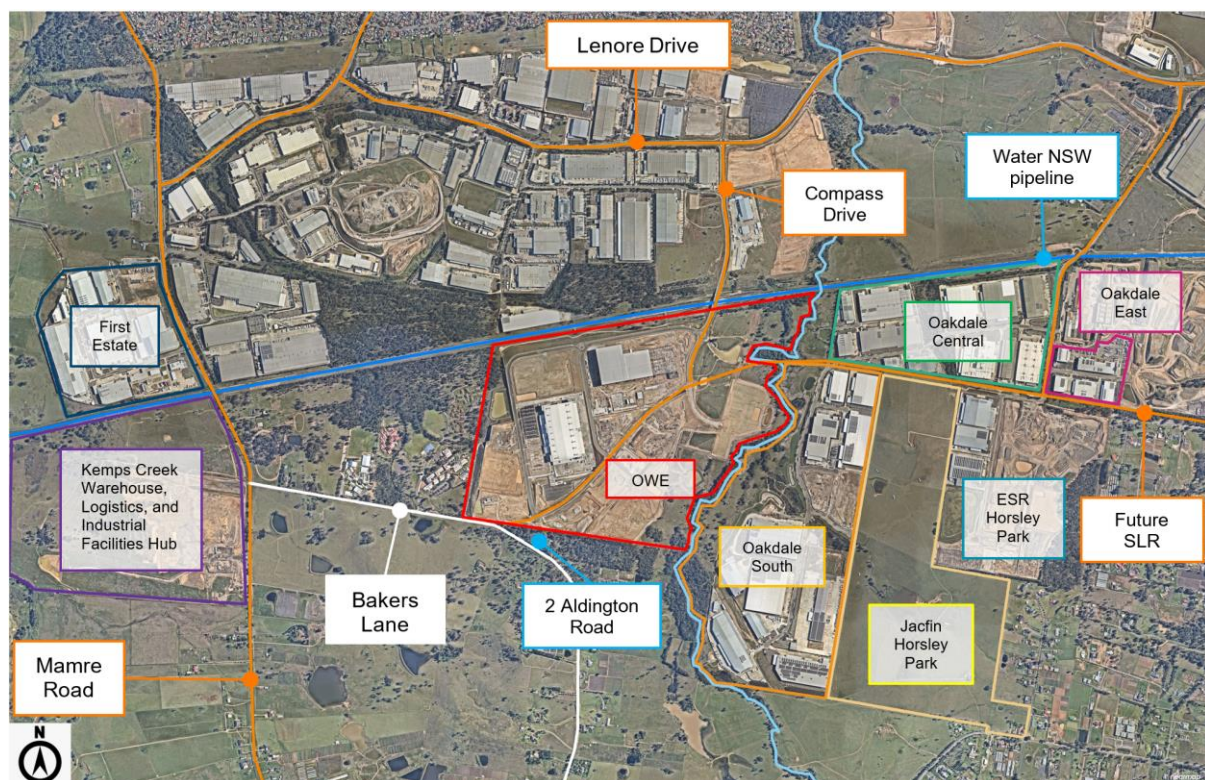 Lenore Drive
Water NSW
pipeline
Compass
Drive
First
Estate
Oakdale
East
Oakdale
Central
Kemps Creek
Warehouse,
Logistics, and
Industrial
Facilities Hub
OWE
ESR
Horsley
Park
Future
SLR
Oakdale
South
Bakers
Lane
2 Aldington
Road
Jacfin
Horsley
Park
Mamre
Road
N